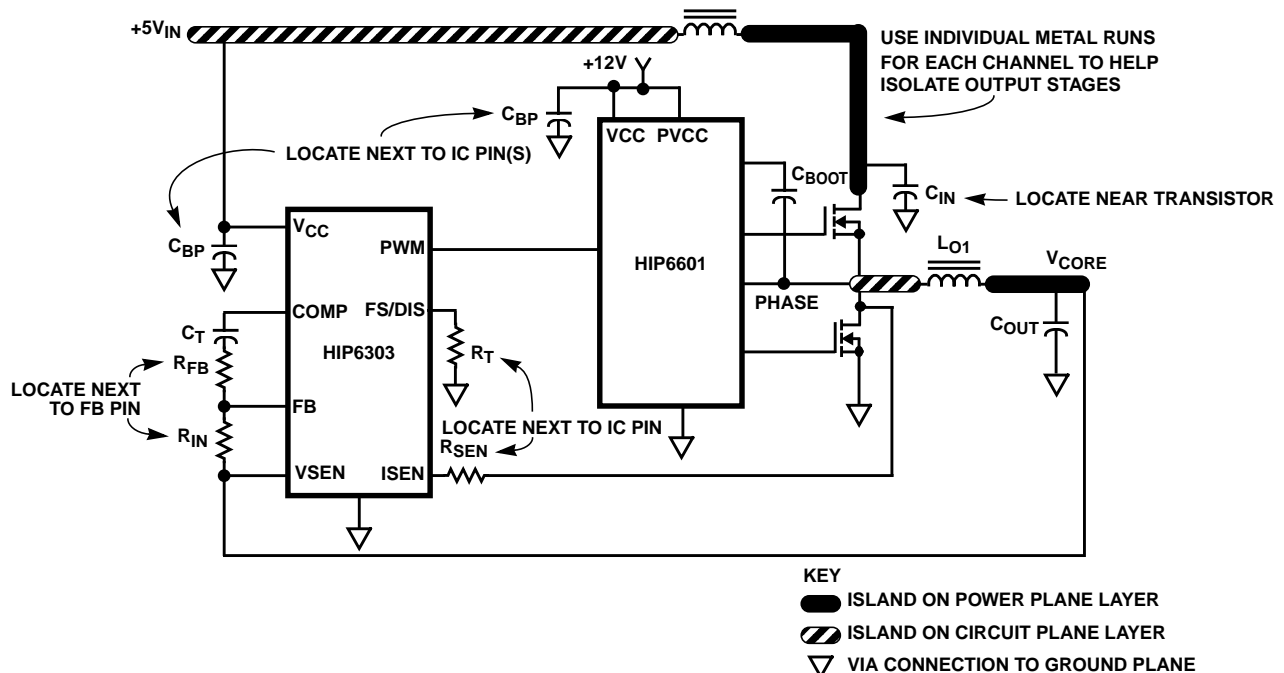 +5VIN
USE INDIVIDUAL METAL RUNS
FOR EACH CHANNEL TO HELP
ISOLATE OUTPUT STAGES
+12V
CBP
VCC PVCC
LOCATE NEXT TO IC PIN(S)
CBOOT
CIN
LOCATE NEAR TRANSISTOR
VCC
CBP
PWM
HIP6601
LO1
VCORE
PHASE
COMP
FS/DIS
CT
HIP6303
RT
COUT
RFB
LOCATE NEXT
TO FB PIN
FB
RIN
LOCATE NEXT TO IC PIN
RSEN
VSEN
ISEN
KEY
ISLAND ON POWER PLANE LAYER
ISLAND ON CIRCUIT PLANE LAYER
VIA CONNECTION TO GROUND PLANE